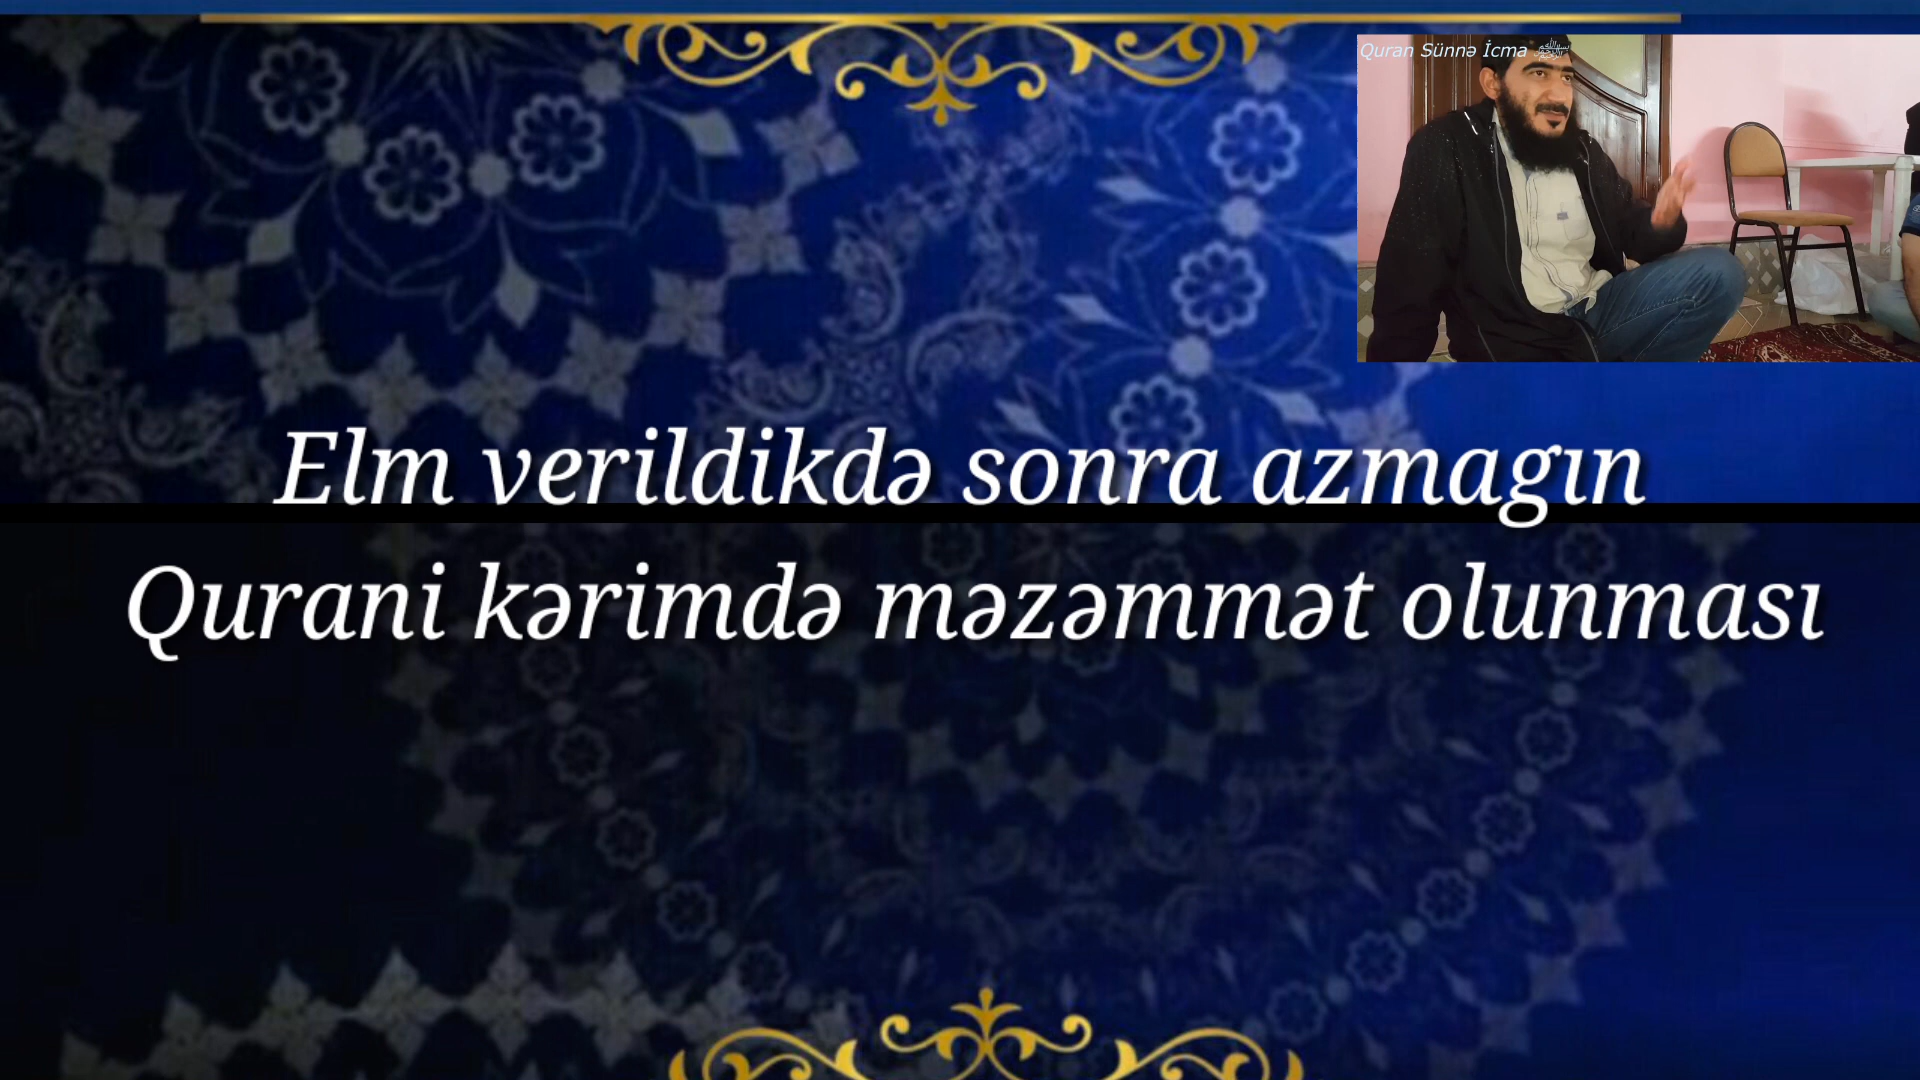 Quran Sünnə İcma ﷽
Elm verildikdə sonra azmagın
Qurani kərimdə məzəmmət olunması